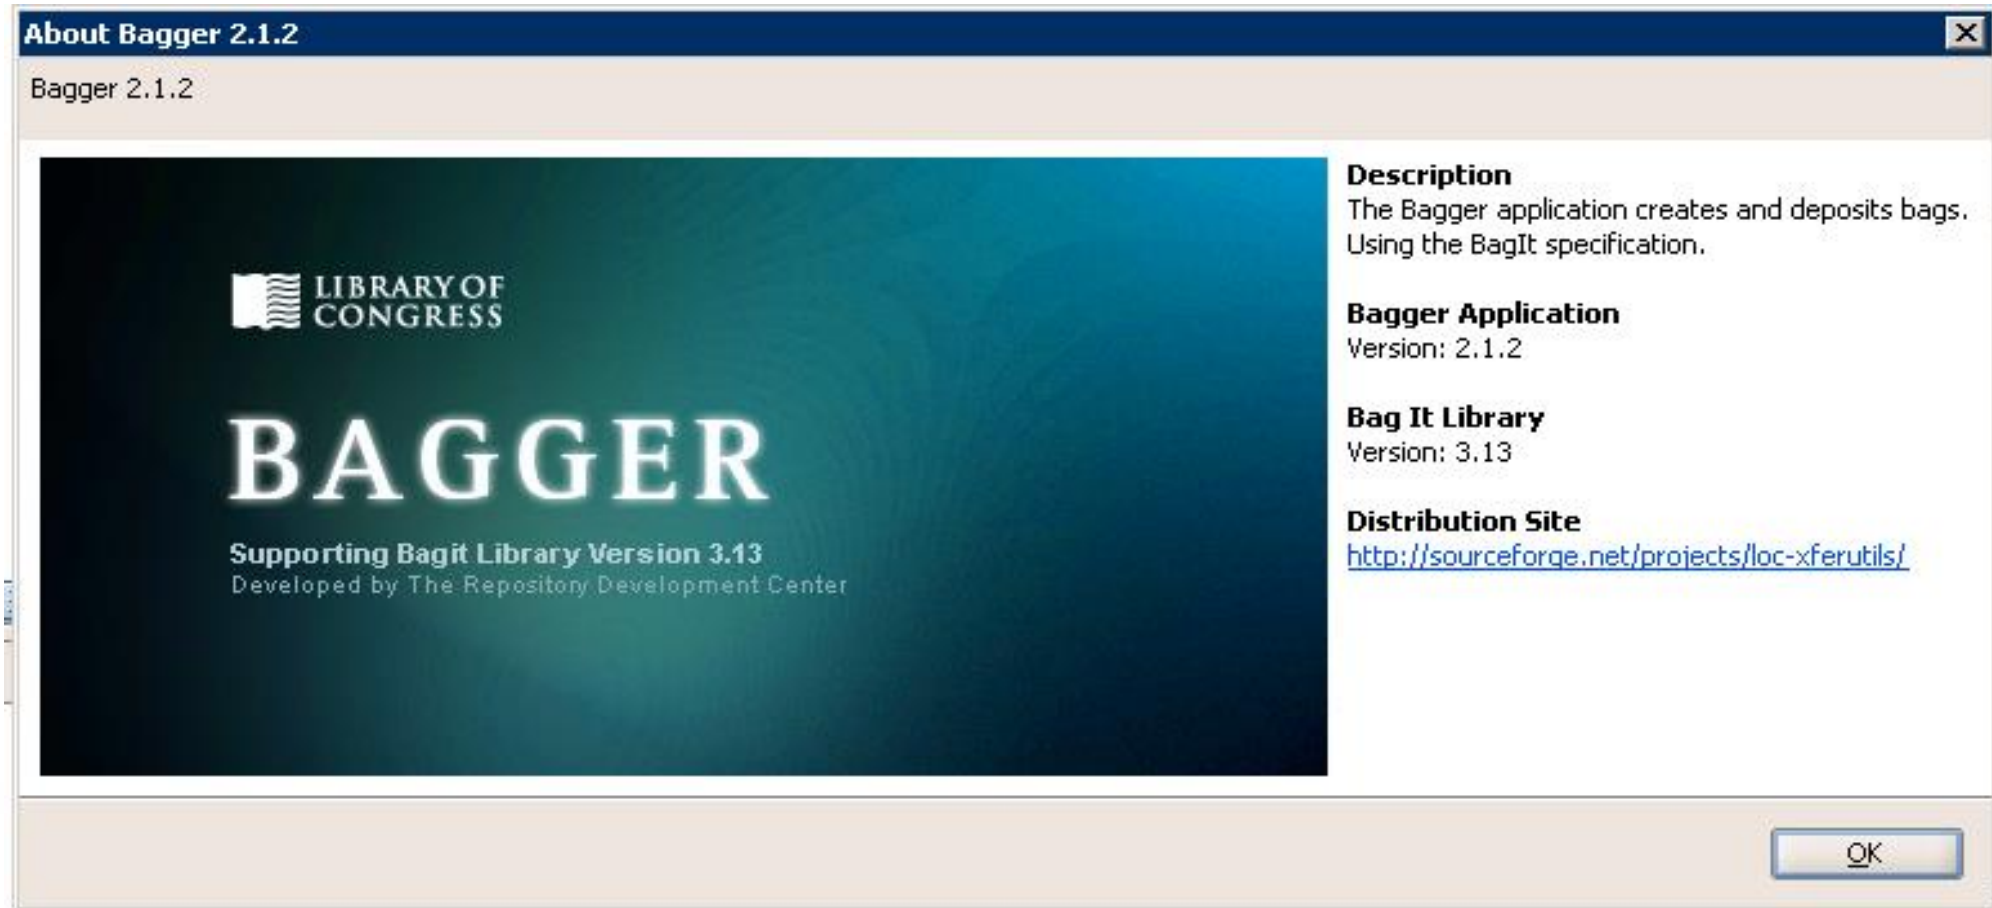 About Bagger 2.1.2
Bagger 2.1.2
LIBRARY OF
CONGRESS
BAGGER
Supporting Bagit Library Version 3.13
Developed by The Repository Development Center
Description
The Bagger application creates and deposits bags.
Using the BagIt specification.
Bagger Application
Version: 2.1.2
Bag It Library
Version: 3.13
Distribution Site
http://sourceforge.net/projects/loc-xferutils/
OK